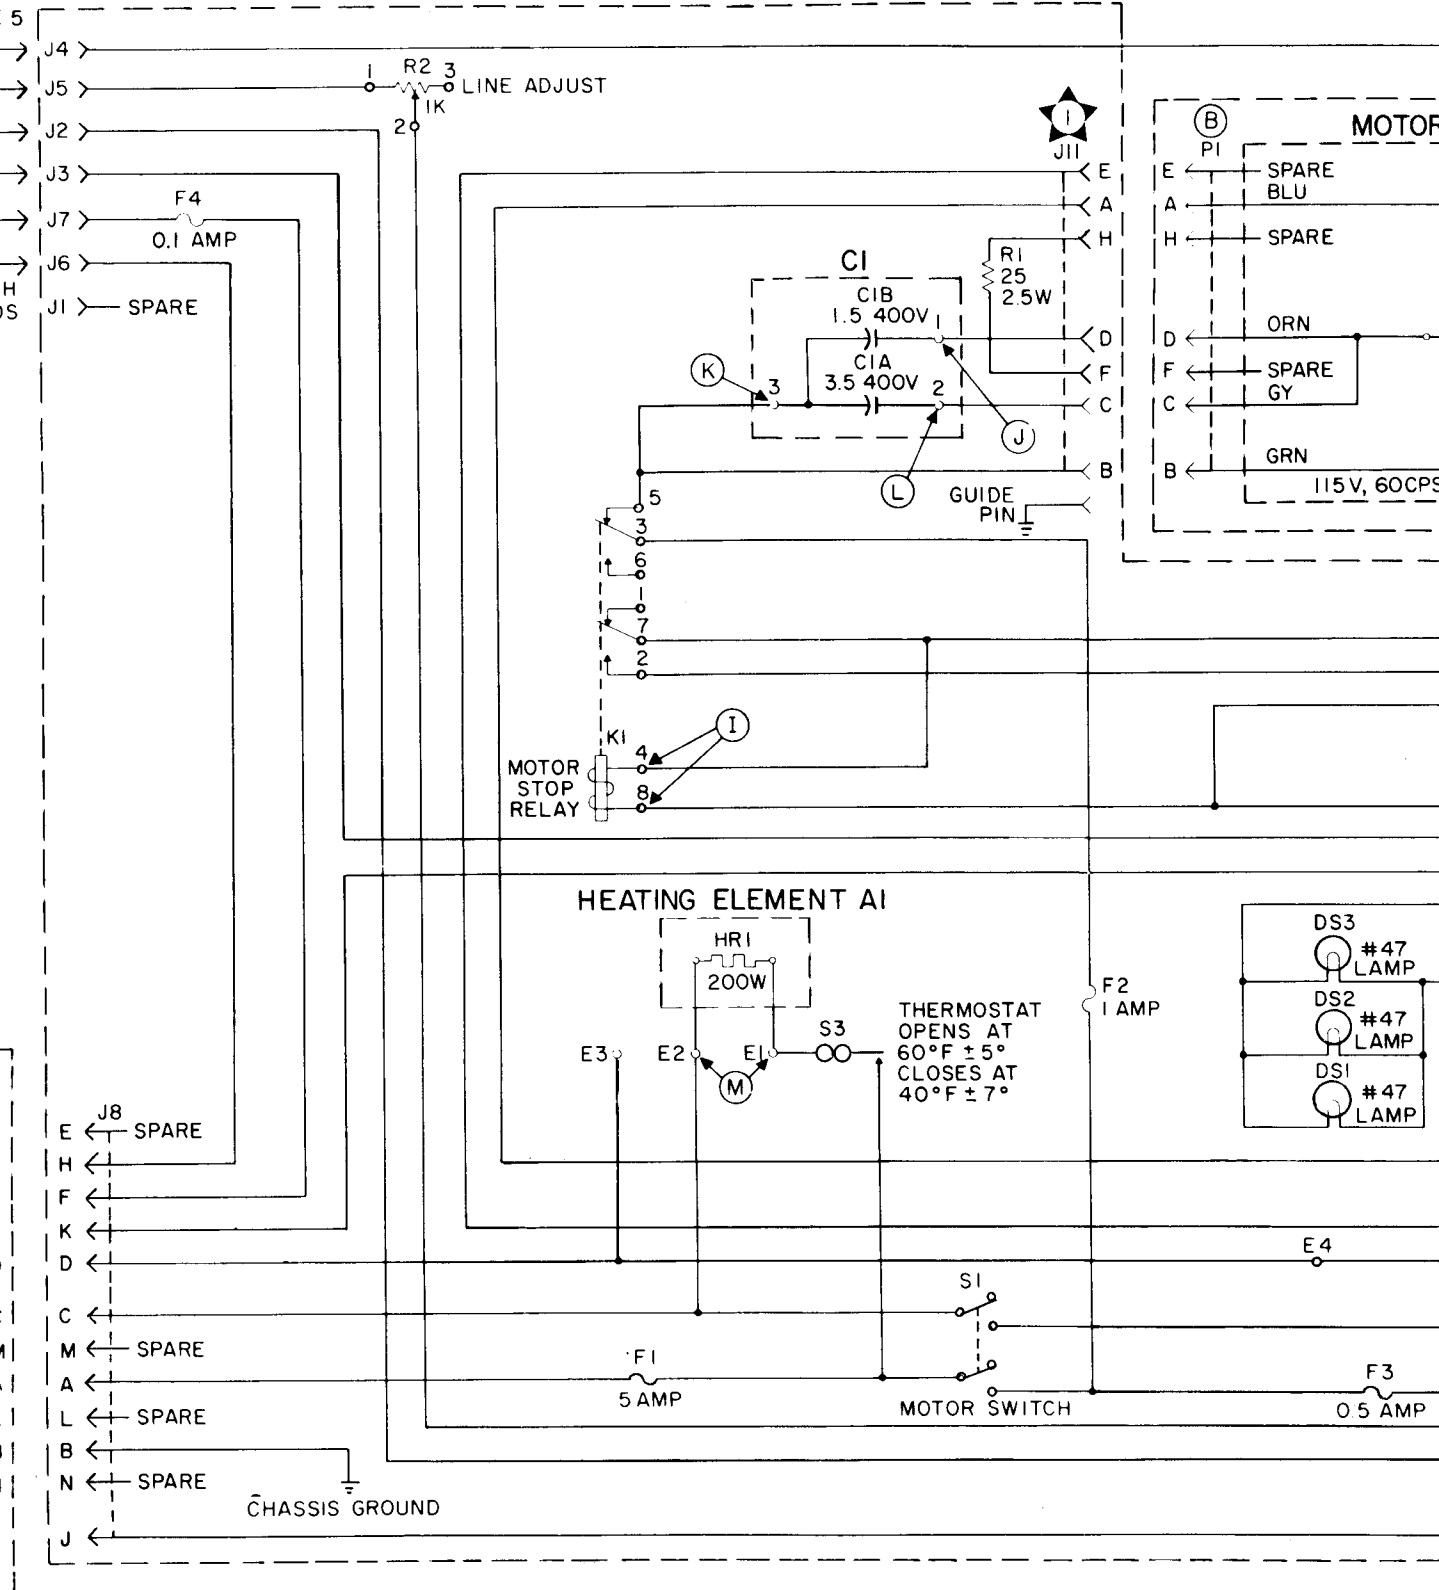 5
J4
J5
1 R2 3 LINE ADJUST
1K
2
J2
J3
J7
F4
0.1 AMP
J6
H
J1 SPARE
1
J11
E
A
H
D
F
C
B
GUIDE
PIN
B
P1
MOTOR
E SPARE
A BLU
H SPARE
D ORN
F SPARE
C GY
B GRN
115V, 60CPS
R1
25
2.5W
C1
C1B
1.5 400V 1
C1A
3.5 400V
3
2
K
J
L
5
3
6
1
7
2
K1
4
8
I
MOTOR
STOP
RELAY
HEATING ELEMENT A1
HR1
200W
E3
E2
E1
S3
M
THERMOSTAT
OPENS AT
60°F ±5°
CLOSES AT
40°F ±7°
F2
1 AMP
DS3
#47
LAMP
DS2
#47
LAMP
DS1
#47
LAMP
J8
E SPARE
H
F
K
D
E4
C
S1
M SPARE
A
F1
5 AMP
MOTOR SWITCH
F3
0.5 AMP
L SPARE
B
N SPARE
CHASSIS GROUND
J